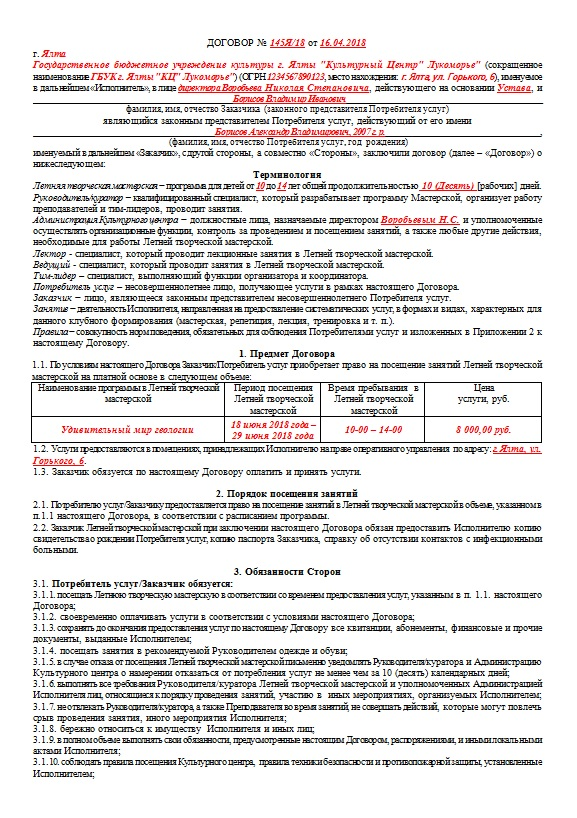 ДОГОВОР № 145Я/18 от 16.04.2018
г. Ялта
Государственное бюджетное учреждение культуры г. Ялты "Культурный Центр" Лукоморье" (сокращенное
наименование ГБУК г. Ялты "КЦ" Лукоморье") (ОГРН 1234567890123, место нахождения: г. Ялта, ул. Горького, 6), именуемое
в дальнейшем «Исполнитель», в лице директора Воробьева Николая Степановича, действующего на основании Устава, и
Борисов Владимир Иванович
фамилия, имя, отчество Заказчика (законного представителя Потребителя услуг)
являющийся законным представителем Потребителя услуг, действующий от его имени
Борисов Александр Владимирович, 2007 г. р. ,
(фамилия, имя, отчество Потребителя услуг, год рождения)
именуемый в дальнейшем «Заказчик», с другой стороны, а совместно «Стороны», заключили договор (далее – «Договор») о
нижеследующем:
Терминология
Летняя творческая мастерская – программа для детей от 10 до 14 лет общей продолжительностью 10 (Десять) [рабочих] дней.
Руководитель/куратор – квалифицированный специалист, который разрабатывает программу Мастерской, организует работу
преподавателей и тим-лидеров, проводит занятия.
Администрация Культурного центра – должностные лица, назначаемые директором Воробьевым Н.С. и уполномоченные
осуществлять организационные функции, контроль за проведением и посещением занятий, а также любые другие действия,
необходимые для работы Летней творческой мастерской.
Лектор - специалист, который проводит лекционные занятия в Летней творческой мастерской.
Ведущий - специалист, который проводит занятия в Летней творческой мастерской.
Тим-лидер – специалист, выполняющий функции организатора и координатора.
Потребитель услуг – несовершеннолетнее лицо, получающее услуги в рамках настоящего Договора.
Заказчик – лицо, являющееся законным представителем несовершеннолетнего Потребителя услуг.
Занятие – деятельность Исполнителя, направленная на предоставление систематических услуг, в формах и видах, характерных для
данного клубного формирования (мастерская, репетиция, лекция, тренировка и т. п.).
Правила – совокупность норм поведения, обязательных для соблюдения Потребителями услуг и изложенных в Приложении 2 к
настоящему Договору.
1. Предмет Договора
1.1. По условиям настоящего Договора Заказчик/Потребитель услуг приобретает право на посещение занятий Летней творческой
мастерской на платной основе в следующем объеме:
Наименование программы в Летней творческой мастерской
Период посещения Летней творческой мастерской
Время пребывания в Летней творческой мастерской
Цена услуги, руб.
Удивительный мир геологии
18 июня 2018 года – 29 июня 2018 года
10-00 – 14-00
8 000,00 руб.
1.2. Услуги предоставляются в помещениях, принадлежащих Исполнителю на праве оперативного управления по адресу: г. Ялта, ул.
Горького, 6.
1.3. Заказчик обязуется по настоящему Договору оплатить и принять услуги.
2. Порядок посещения занятий
2.1. Потребителю услуг/Заказчику предоставляется право на посещение занятий в Летней творческой мастерской в объеме, указанном в
п.1.1 настоящего Договора, в соответствии с расписанием программы.
2.2. Заказчик Летней творческой мастерской при заключении настоящего Договора обязан предоставить Исполнителю копию
свидетельства о рождении Потребителя услуг, копию паспорта Заказчика, справку об отсутствии контактов с инфекционными
больными.
3. Обязанности Сторон
3.1. Потребитель услуг/Заказчик обязуется:
3.1.1. посещать Летнюю творческую мастерскую в соответствии со временем предоставления услуг, указанным в п. 1.1. настоящего
Договора;
3.1.2. своевременно оплачивать услуги в соответствии с условиями настоящего Договора;
3.1.3. сохранять до окончания предоставления услуг по настоящему Договору все квитанции, абонементы, финансовые и прочие
документы, выданные Исполнителем;
3.1.4. посещать занятия в рекомендуемой Руководителем одежде и обуви;
3.1.5. в случае отказа от посещения Летней творческой мастерской письменно уведомлять Руководителя/куратора и Администрацию
Культурного центра о намерении отказаться от потребления услуг не менее чем за 10 (десять) календарных дней;
3.1.6. выполнять все требования Руководителя/куратора Летней творческой мастерской и уполномоченных Администрацией
Исполнителя лиц, относящиеся к порядку проведения занятий, участию в иных мероприятиях, организуемых Исполнителем;
3.1.7. не отвлекать Руководителя/куратора, а также Преподавателя во время занятий, не совершать действий, которые могут повлечь
срыв проведения занятия, иного мероприятия Исполнителя;
3.1.8. бережно относиться к имуществу Исполнителя и иных лиц;
3.1.9. в полном объеме выполнять свои обязанности, предусмотренные настоящим Договором, распоряжениями, и иными локальными
актами Исполнителя;
3.1.10. соблюдать правила посещения Культурного центра, правила техники безопасности и противопожарной защиты, установленные
Исполнителем;